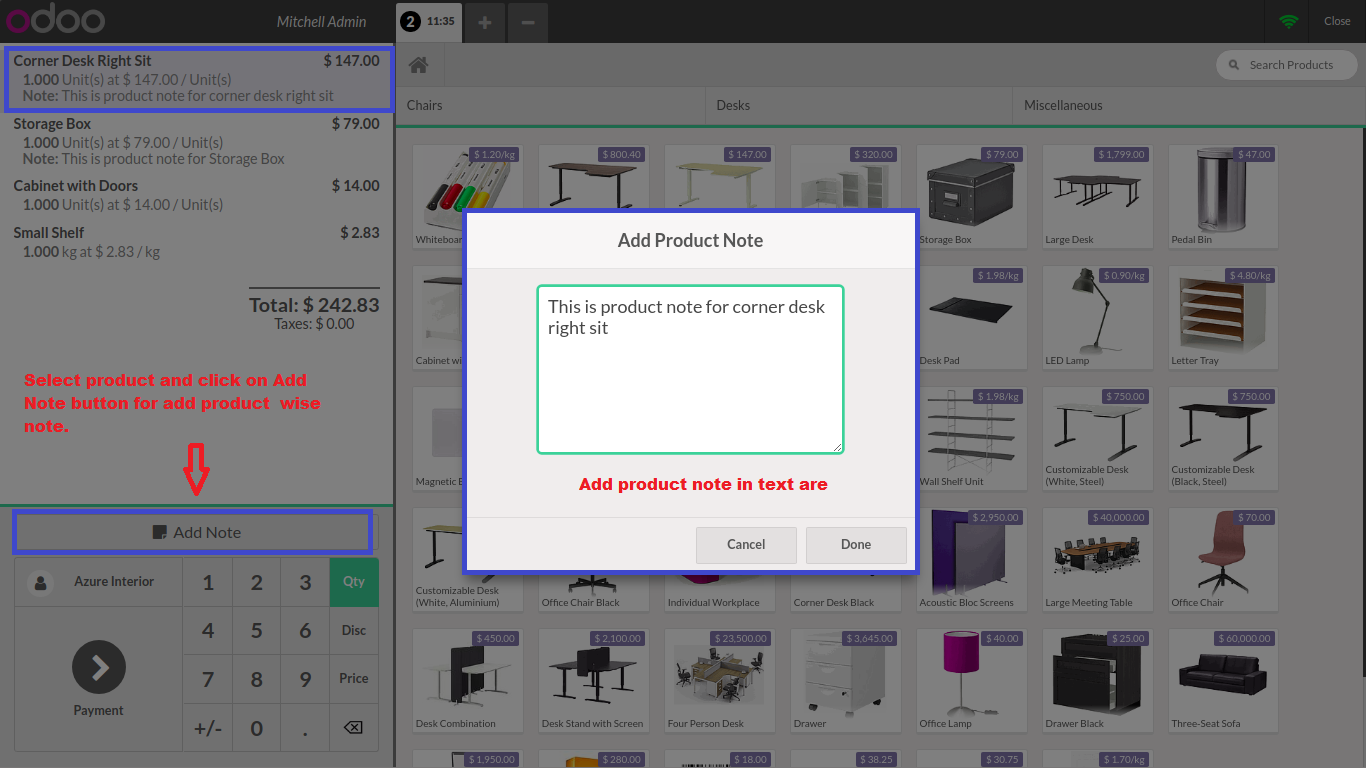 odoo
Mitchell Admin
2 11:35
Close
Corner Desk Right Sit $ 147.00
1.000 Unit(s) at $ 147.00 / Unit(s)
Note: This is product note for corner desk right sit
Storage Box $ 79.00
1.000 Unit(s) at $ 79.00 / Unit(s)
Note: This is product note for Storage Box
Cabinet with Doors $ 14.00
1.000 Unit(s) at $ 14.00 / Unit(s)
Small Shelf $ 2.83
1.000 kg at $ 2.83 / kg
Total: $ 242.83
Taxes: $ 0.00
Select product and click on Add
Note button for add product wise
note.
Add Note
Azure Interior
1 2 3 Qty
4 5 6 Disc
7 8 9 Price
Payment
+/- 0 .
Search Products
Chairs Desks Miscellaneous
$ 1.20/kg $ 800.40 $ 147.00 $ 320.00 $ 79.00 $ 1,799.00 $ 47.00
Storage Box Large Desk Pedal Bin
$ 1.98/kg $ 0.90/kg $ 4.80/kg
Desk Pad LED Lamp Letter Tray
$ 1.98/kg $ 750.00 $ 750.00
Wall Shelf Unit
Customizable Desk
(White, Steel)
Customizable Desk
(Black, Steel)
$ 2,950.00 $ 40,000.00 $ 70.00
Customizable Desk
(White, Aluminium)
Office Chair Black Individual Workplace Corner Desk Black Acoustic Bloc Screens Large Meeting Table Office Chair
$ 450.00 $ 2,100.00 $ 23,500.00 $ 3,645.00 $ 40.00 $ 25.00 $ 60,000.00
Desk Combination Desk Stand with Screen Four Person Desk Drawer Office Lamp Drawer Black Three-Seat Sofa
$ 1,950.00 $ 280.00 $ 18.00 $ 38.25 $ 30.75 $ 1.70/kg
Add Product Note
This is product note for corner desk
right sit
Add product note in text are
Cancel Done